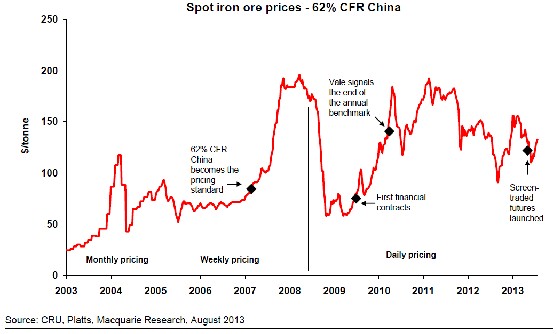 Spot iron ore prices - 62% CFR China
$/tonne
250
200
150
100
50
0
62% CFR
China
becomes the
pricing
standard
Vale signals
the end of
the annual
benchmark
First financial
contracts
Screen-
traded
futures
launched
Monthly pricing
Weekly pricing
Daily pricing
2003 2004 2005 2006 2007 2008 2009 2010 2011 2012 2013
Source: CRU, Platts, Macquarie Research, August 2013